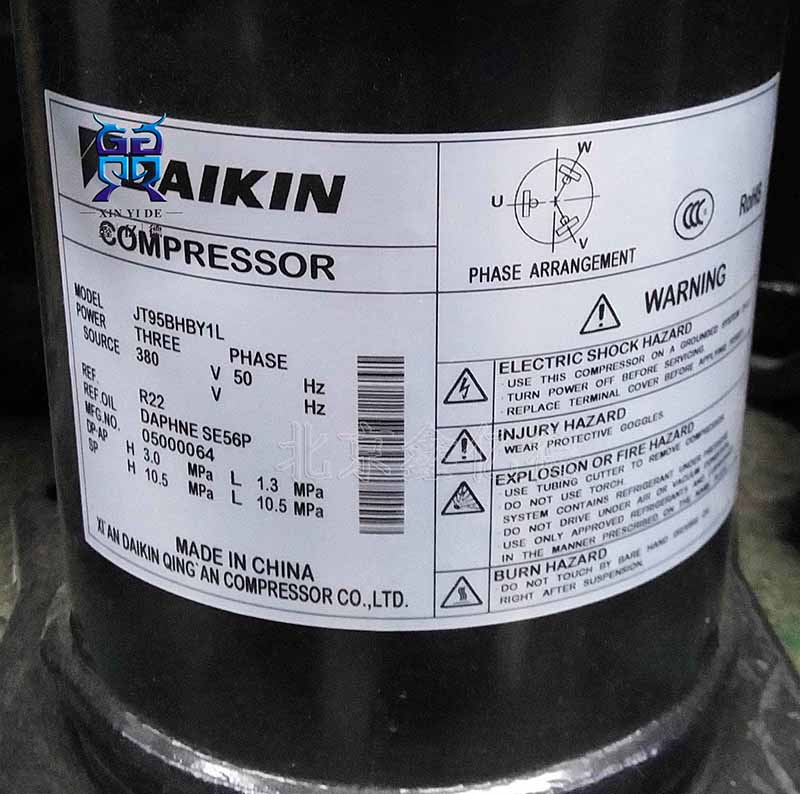 DAIKIN
XIN YI DE
COMPRESSOR
MODEL JT95BHBY1L
POWER THREE PHASE
SOURCE 380 V 50 Hz
V Hz
REF. R22
REF.OIL DAPHNE SE56P
MFG.NO. 05000064
DP·AP H 3.0 MPa L 1.3 MPa
SP H 10.5 MPa L 10.5 MPa
MADE IN CHINA
XI'AN DAIKIN QING'AN COMPRESSOR CO.,LTD.
W
U
V
PHASE ARRANGEMENT
CCC
RoHS
WARNING
ELECTRIC SHOCK HAZARD
· USE THIS COMPRESSOR ON A GROUNDED SYSTEM
· TURN POWER OFF BEFORE SERVICING.
· REPLACE TERMINAL COVER BEFORE APPLYING POWER.
INJURY HAZARD
WEAR PROTECTIVE GOGGLES
EXPLOSION OR FIRE HAZARD
· USE TUBING CUTTER TO REMOVE COMPRESSOR.
DO NOT USE TORCH.
SYSTEM CONTAINS REFRIGERANT UNDER PRESSURE
· DO NOT DRIVE UNDER AIR OR VACUUM
· USE ONLY APPROVED REFRIGERANTS AND
IN THE MANNER PRESCRIBED ON THE NAME
BURN HAZARD
DO NOT TOUCH BY BARE HAND DRIVING OR
RIGHT AFTER SUSPENSION.
北京鑫